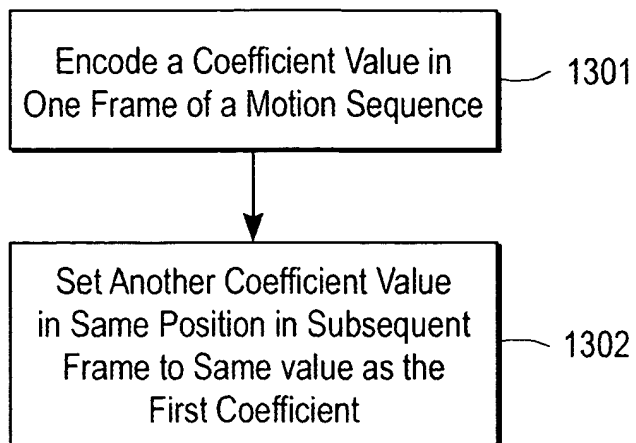 Encode a Coefficient Value in
One Frame of a Motion Sequence
1301
Set Another Coefficient Value
in Same Position in Subsequent
Frame to Same value as the
First Coefficient
1302